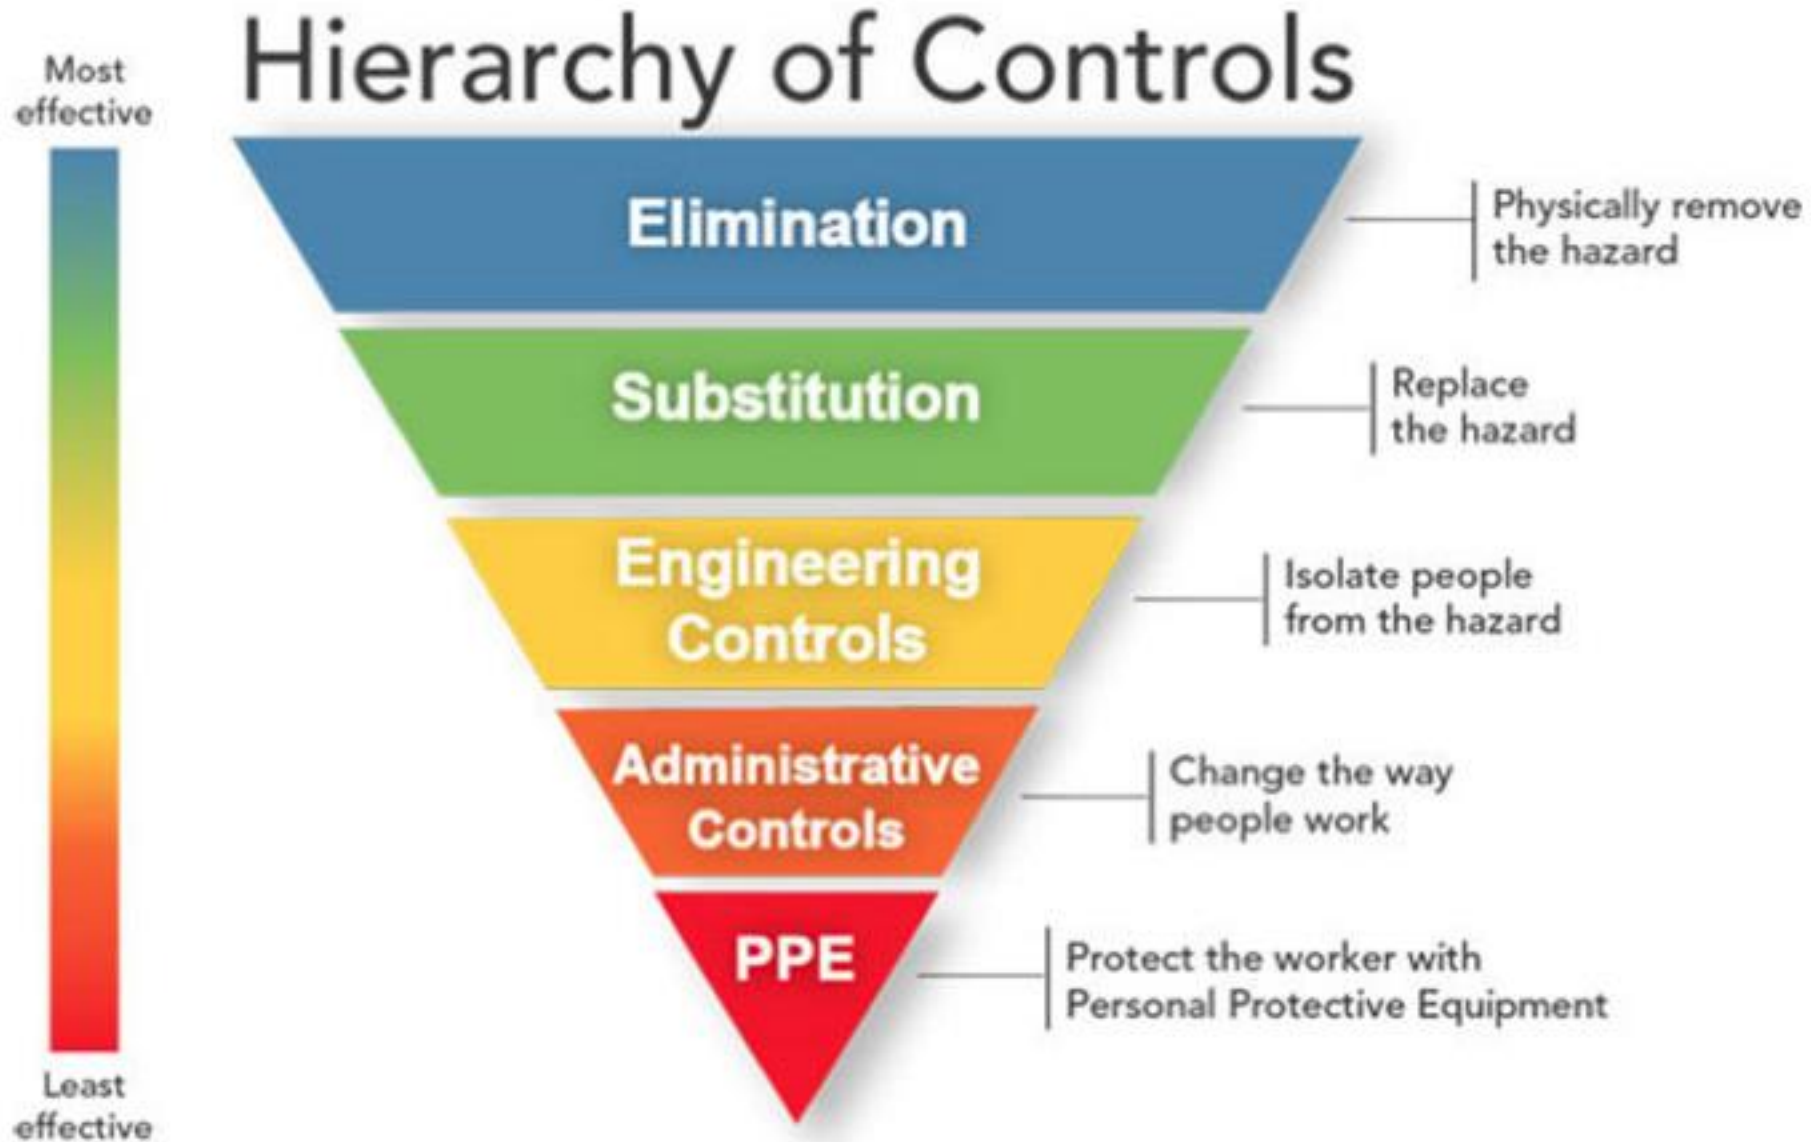 Hierarchy of Controls
Most
effective
Elimination
Physically remove
the hazard
Substitution
Replace
the hazard
Engineering
Controls
Isolate people
from the hazard
Administrative
Controls
Change the way
people work
PPE
Protect the worker with
Personal Protective Equipment
Least
effective